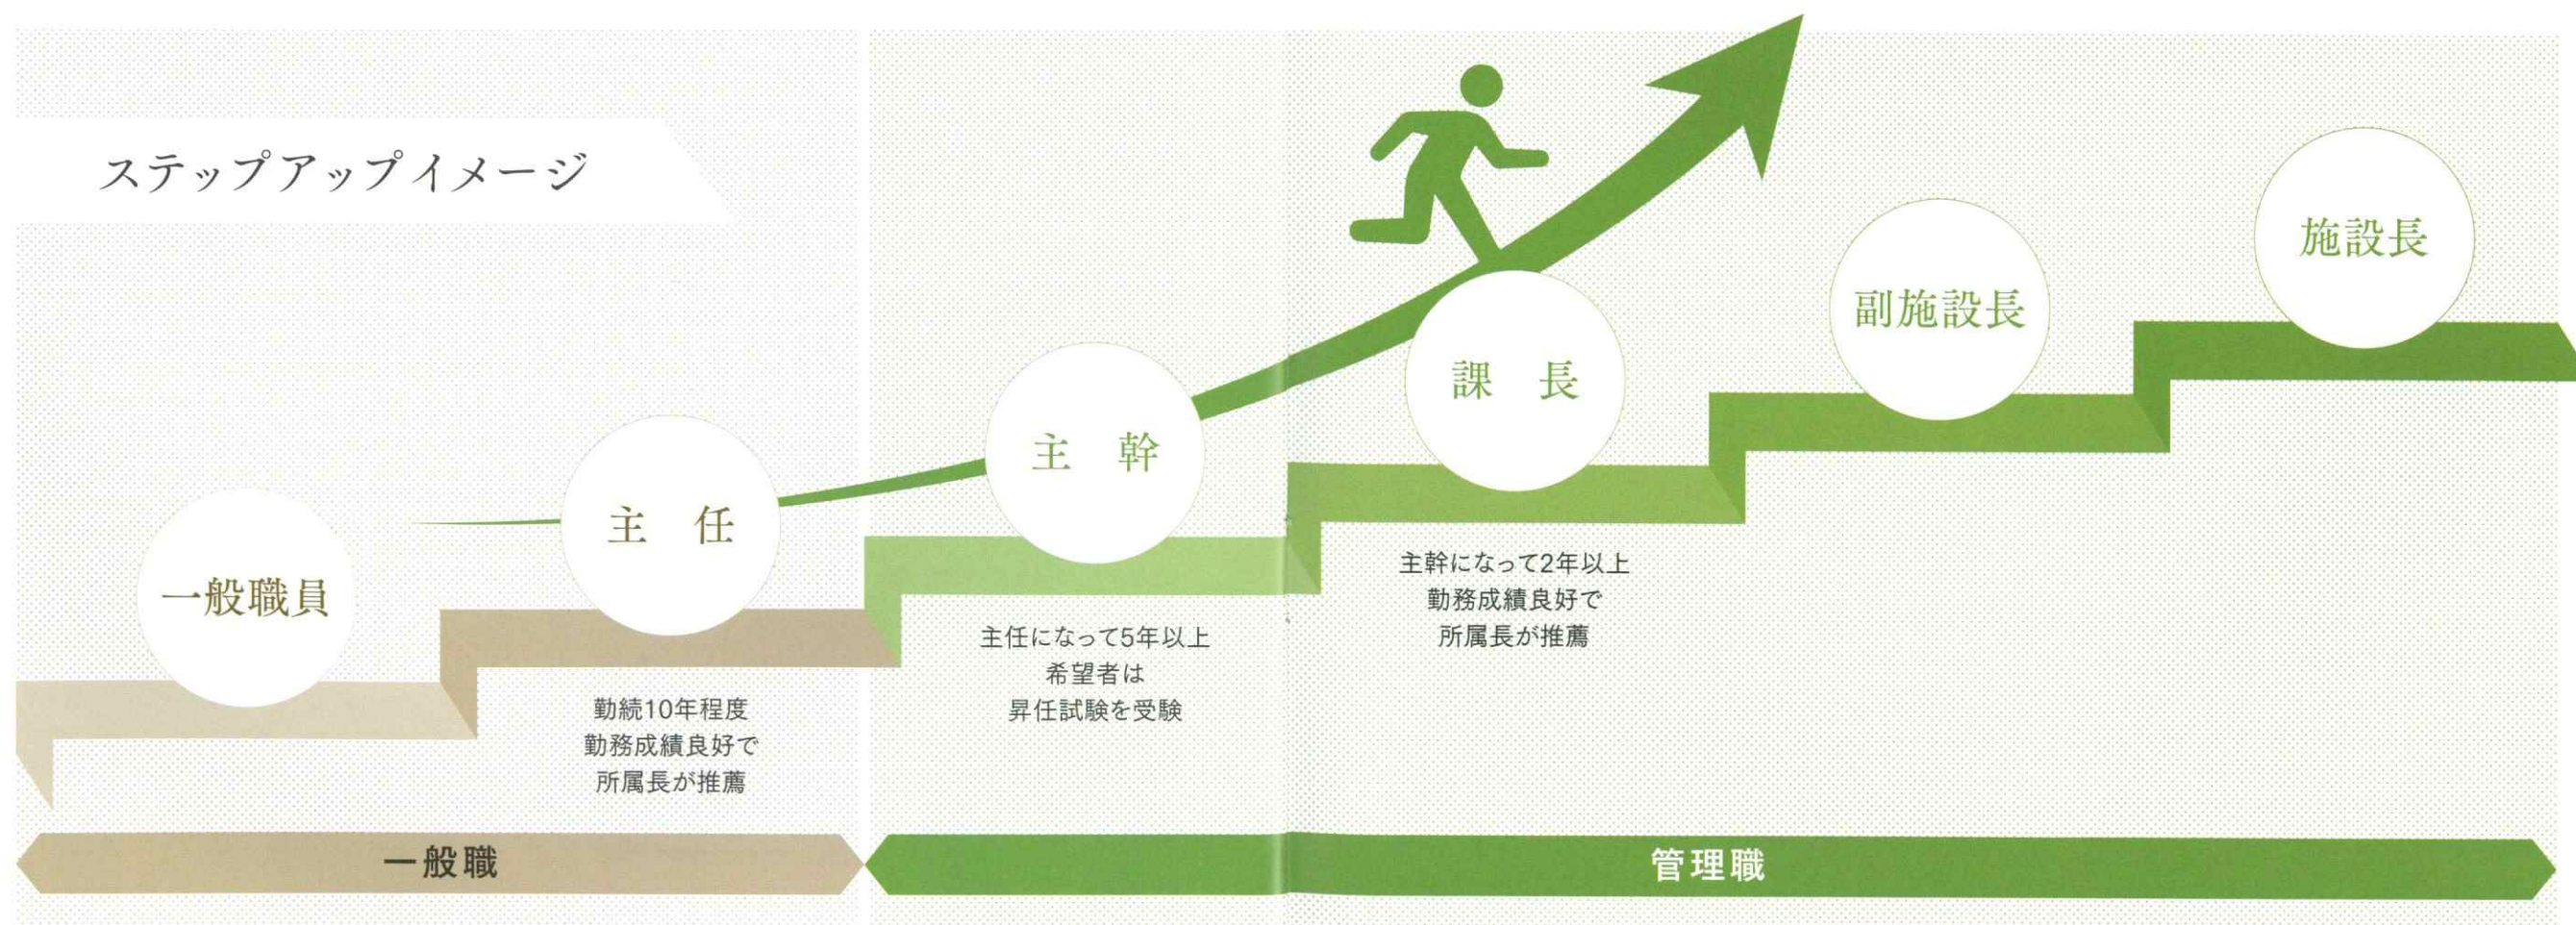 ステップアップイメージ
一般職員
主　任
勤続10年程度
勤務成績良好で
所属長が推薦
主　幹
主任になって5年以上
希望者は
昇任試験を受験
課　長
主幹になって2年以上
勤務成績良好で
所属長が推薦
副施設長
施設長
一般職
管理職